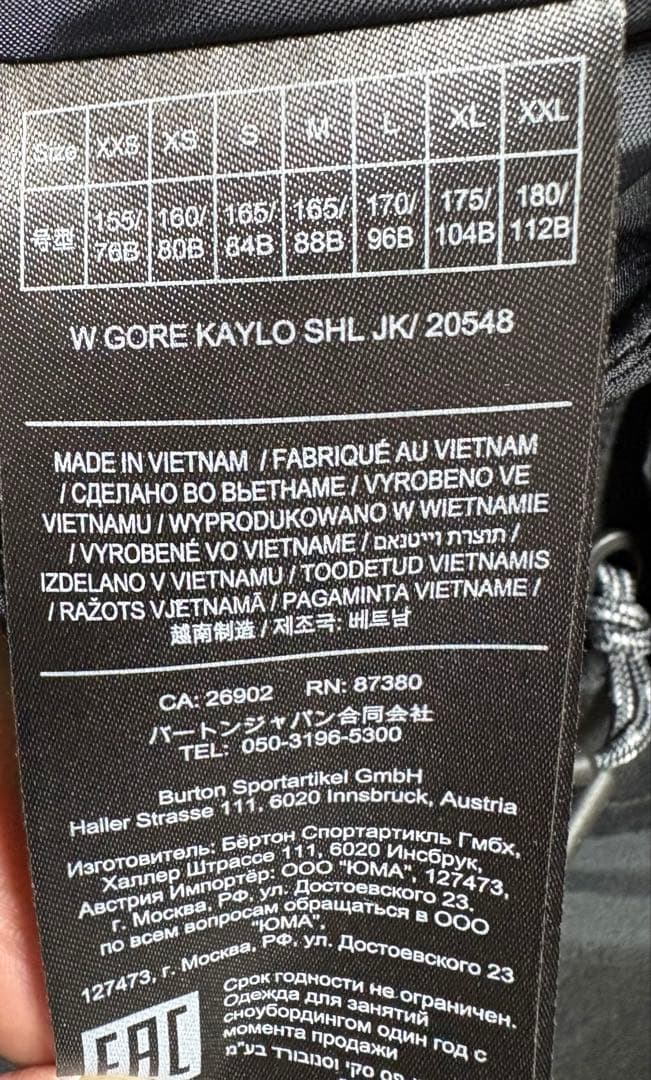 Size XXS XS S M L XL XXL
号型 155/76B 160/80B 165/84B 165/88B 170/96B 175/104B 180/112B
W GORE KAYLO SHL JK/ 20548
MADE IN VIETNAM / FABRIQUÉ AU VIETNAM
/ СДЕЛАНО ВО ВЬЕТНАМЕ / VYROBENO VE
VIETNAMU / WYPRODUKOWANO W WIETNAMIE
/ VYROBENÉ VO VIETNAME / תוצרת וייטנאם /
IZDELANO V VIETNAMU / TOODETUD VIETNAMIS
/ RAŽOTS VJETNAMĀ / PAGAMINTA VIETNAME /
越南制造 / 제조국: 베트남
CA: 26902 RN: 87380
バートンジャパン合同会社
TEL: 050-3196-5300
Burton Sportartikel GmbH
Haller Strasse 111, 6020 Innsbruck, Austria
Изготовитель: Бёртон Спортартикль Гмбх,
Халлер Штрассе 111, 6020 Инсбрук,
Австрия Импортёр: ООО "ЮМА", 127473,
г. Москва, РФ, ул. Достоевского 23.
по всем вопросам обращаться в ООО
"ЮМА",
127473, г. Москва, РФ, ул. Достоевского 23
Срок годности не ограничен.
Одежда для занятий
сноубордингом один год с
момента продажи
EAC
סקי וסנובורד בע"מ